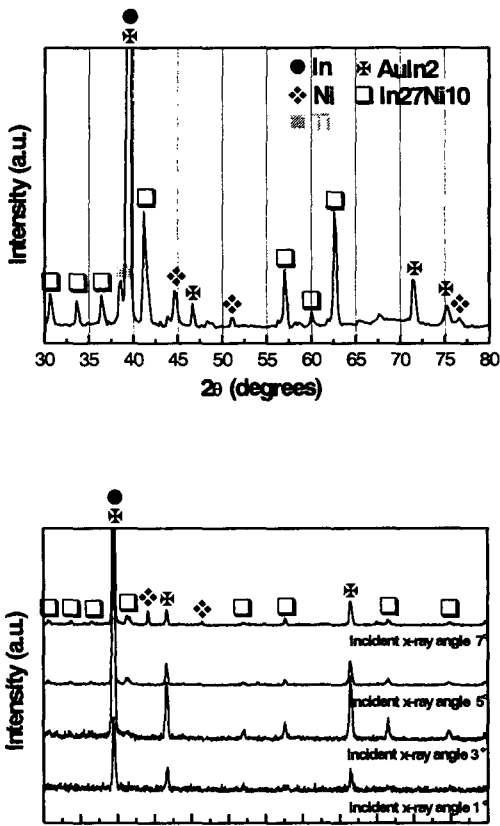 In AuIn2
Ni In27Ni10
Ti
Intensity (a.u.)
30 35 40 45 50 55 60 65 70 75 80
2θ (degrees)
Intensity (a.u.)
Incident x-ray angle 7°
Incident x-ray angle 5°
Incident x-ray angle 3°
Incident x-ray angle 1°